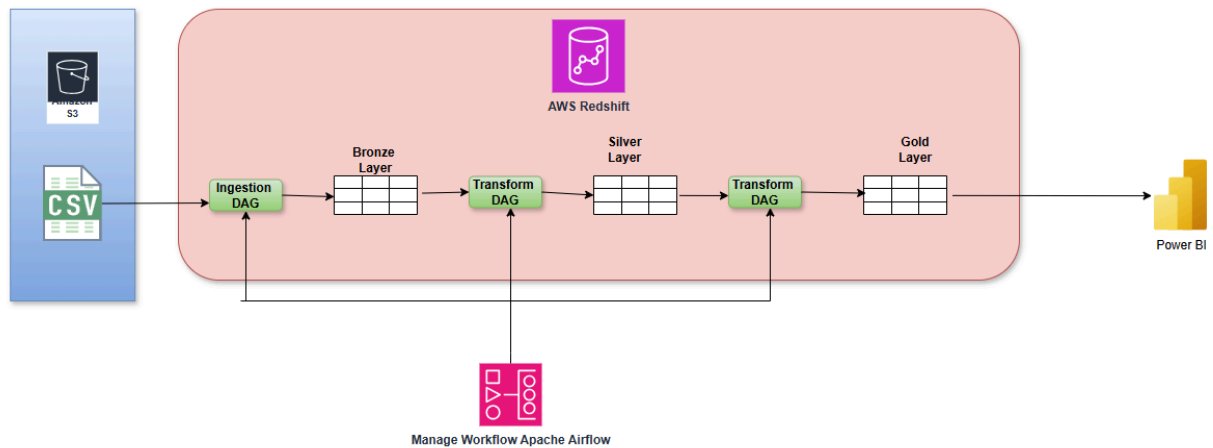 Amazon
S3
CSV
AWS Redshift
Ingestion
DAG
Bronze
Layer
Transform
DAG
Silver
Layer
Transform
DAG
Gold
Layer
Power BI
Manage Workflow Apache Airflow